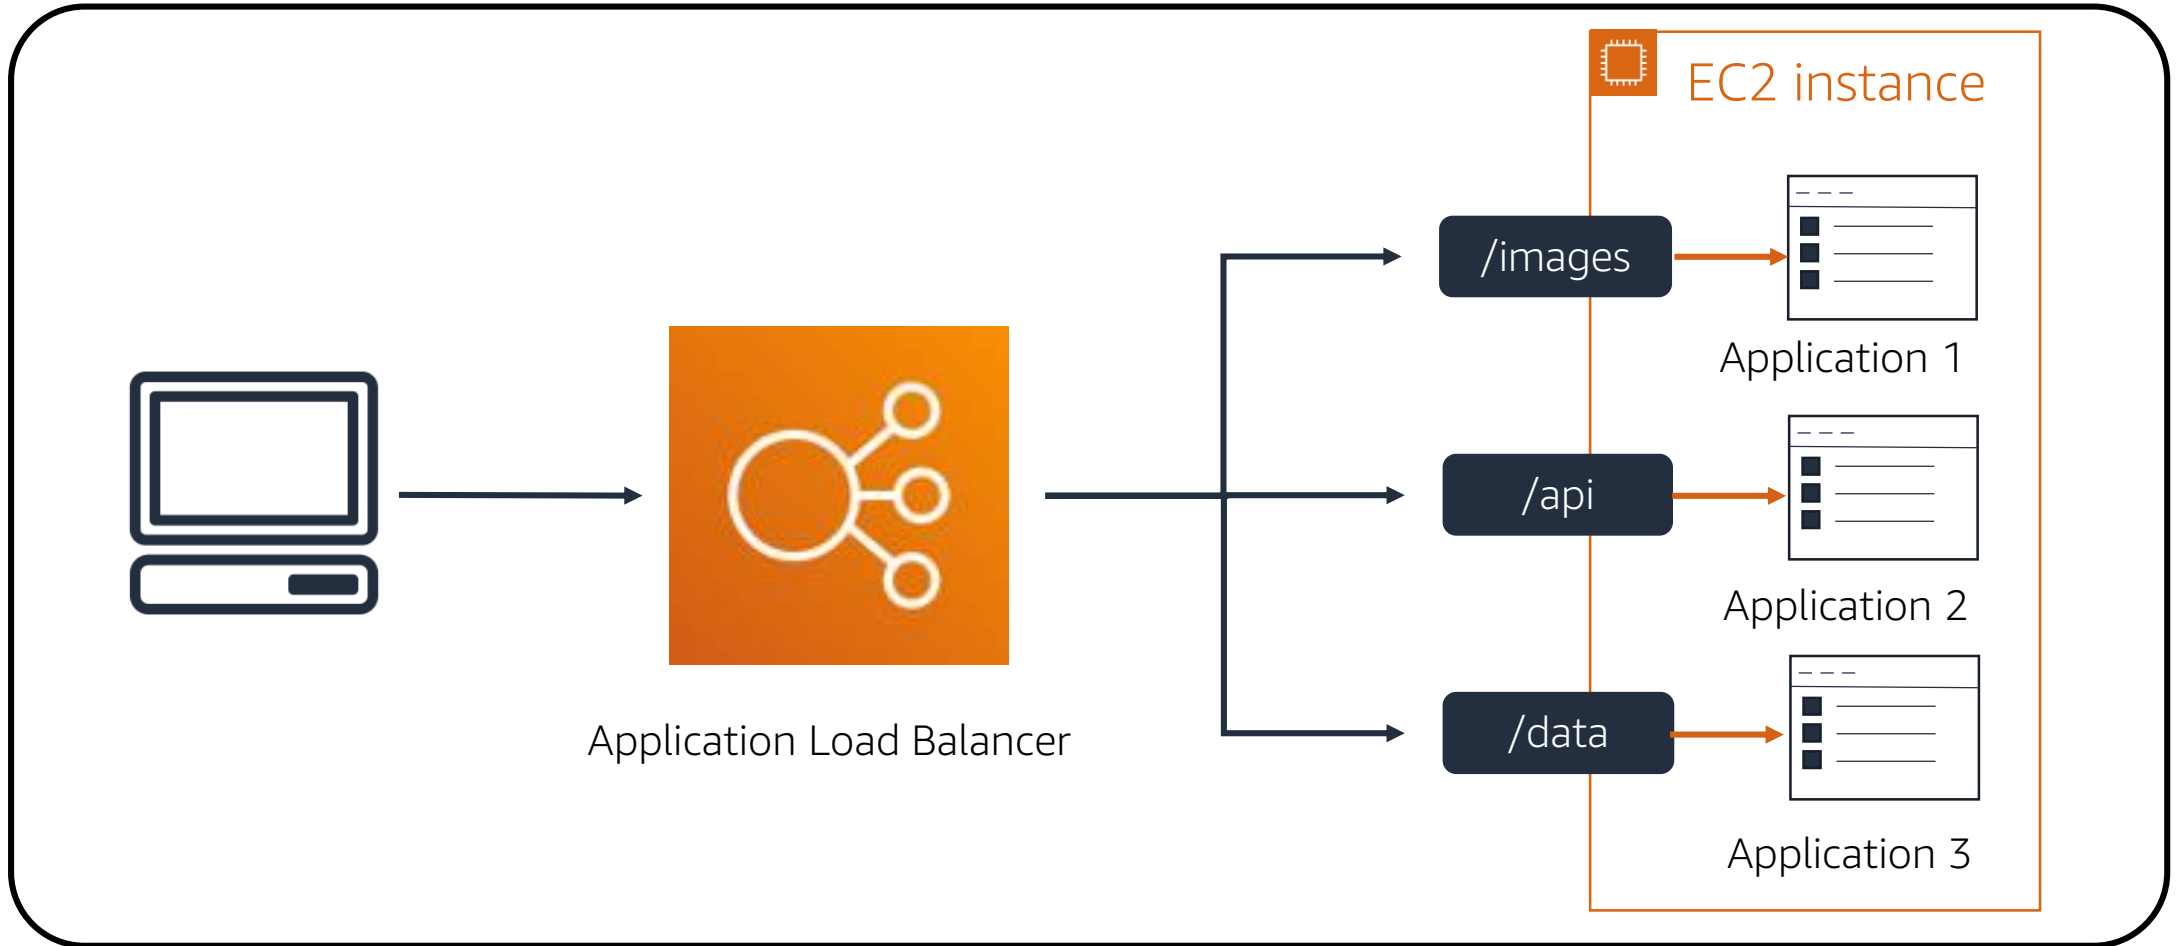 EC2 instance
/images
Application 1
/api
Application 2
Application Load Balancer
/data
Application 3